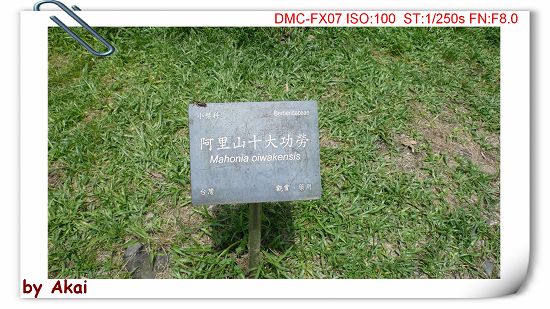 DMC-FX07 ISO:100 ST:1/250s FN:F8.0
小檗科 Berberidaceae
阿里山十大功勞
Mahonia oiwakensis
台灣 觀賞、藥用
by Akai